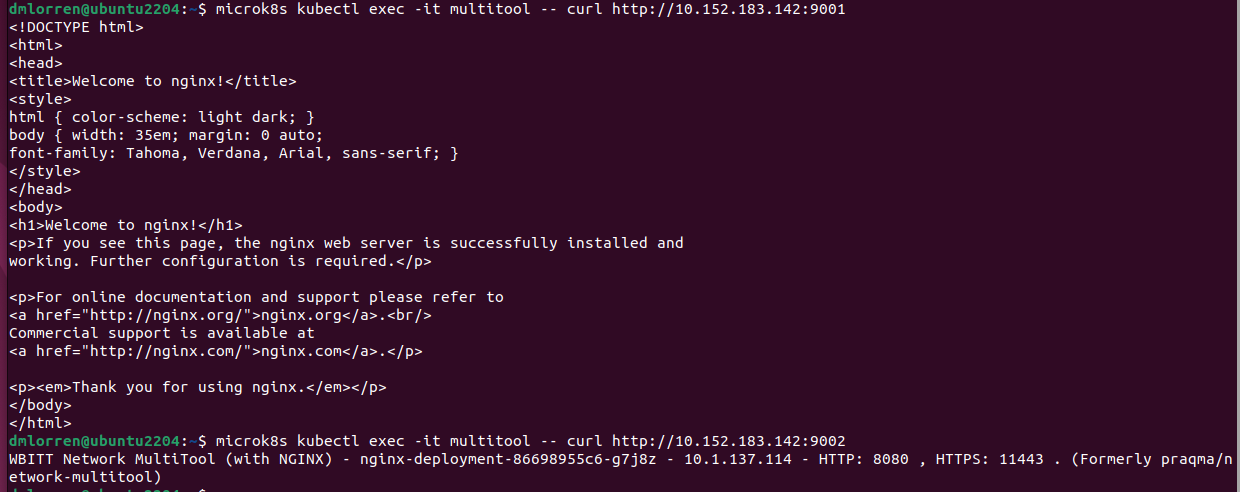 dmlorren@ubuntu2204:~$ microk8s kubectl exec -it multitool -- curl http://10.152.183.142:9001
<!DOCTYPE html>
<html>
<head>
<title>Welcome to nginx!</title>
<style>
html { color-scheme: light dark; }
body { width: 35em; margin: 0 auto;
font-family: Tahoma, Verdana, Arial, sans-serif; }
</style>
</head>
<body>
<h1>Welcome to nginx!</h1>
<p>If you see this page, the nginx web server is successfully installed and
working. Further configuration is required.</p>

<p>For online documentation and support please refer to
<a href="http://nginx.org/">nginx.org</a>.<br/>
Commercial support is available at
<a href="http://nginx.com/">nginx.com</a>.</p>

<p><em>Thank you for using nginx.</em></p>
</body>
</html>
dmlorren@ubuntu2204:~$ microk8s kubectl exec -it multitool -- curl http://10.152.183.142:9002
WBITT Network MultiTool (with NGINX) - nginx-deployment-86698955c6-g7j8z - 10.1.137.114 - HTTP: 8080 , HTTPS: 11443 . (Formerly praqma/n
etwork-multitool)